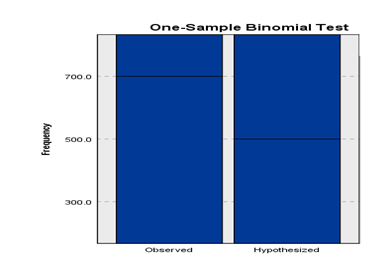 One-Sample Binomial Test
Frequency
700.0
500.0
300.0
Observed Hypothesized